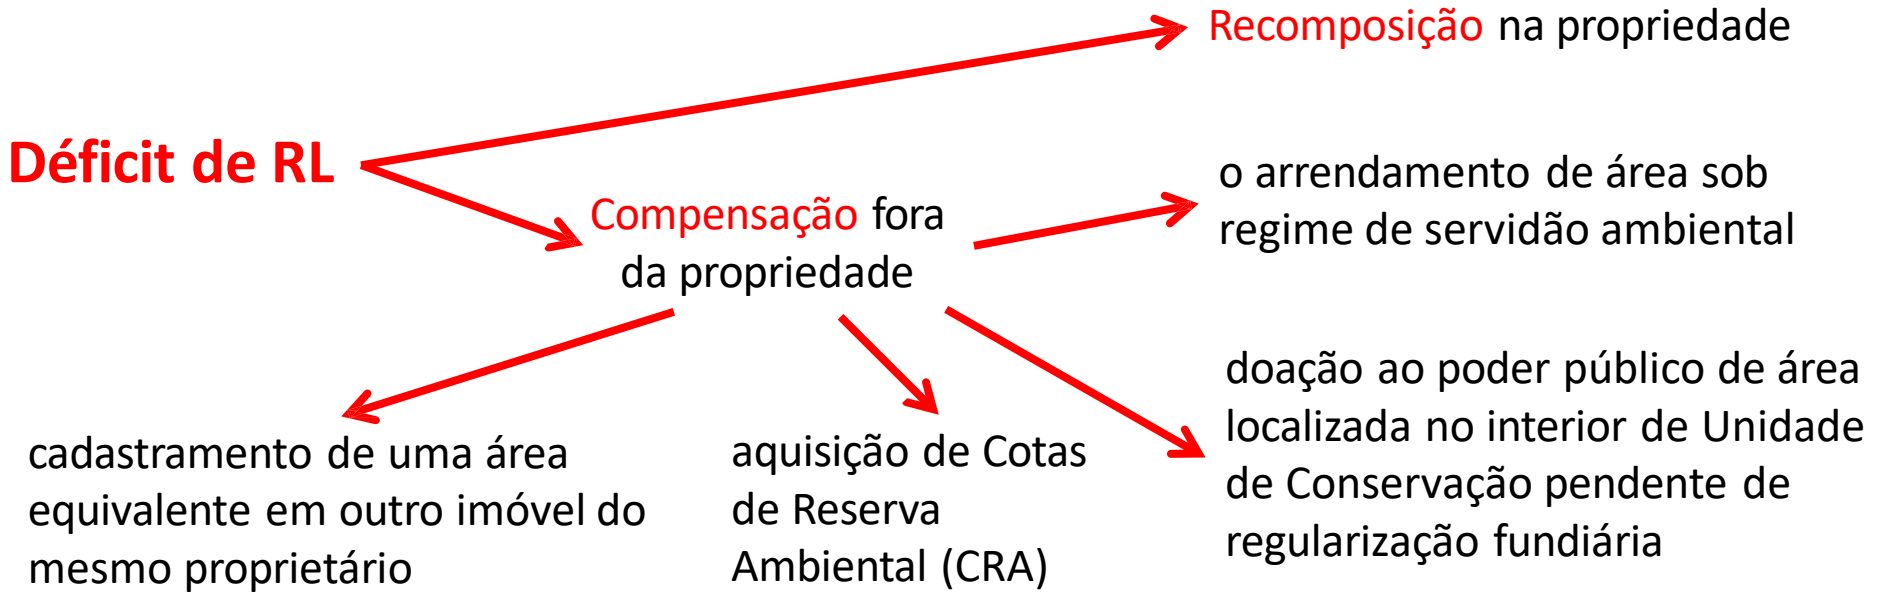 Recomposição na propriedade
Déficit de RL
Compensação fora
da propriedade
o arrendamento de área sob
regime de servidão ambiental
cadastramento de uma área
equivalente em outro imóvel do
mesmo proprietário
aquisição de Cotas
de Reserva
Ambiental (CRA)
doação ao poder público de área
localizada no interior de Unidade
de Conservação pendente de
regularização fundiária